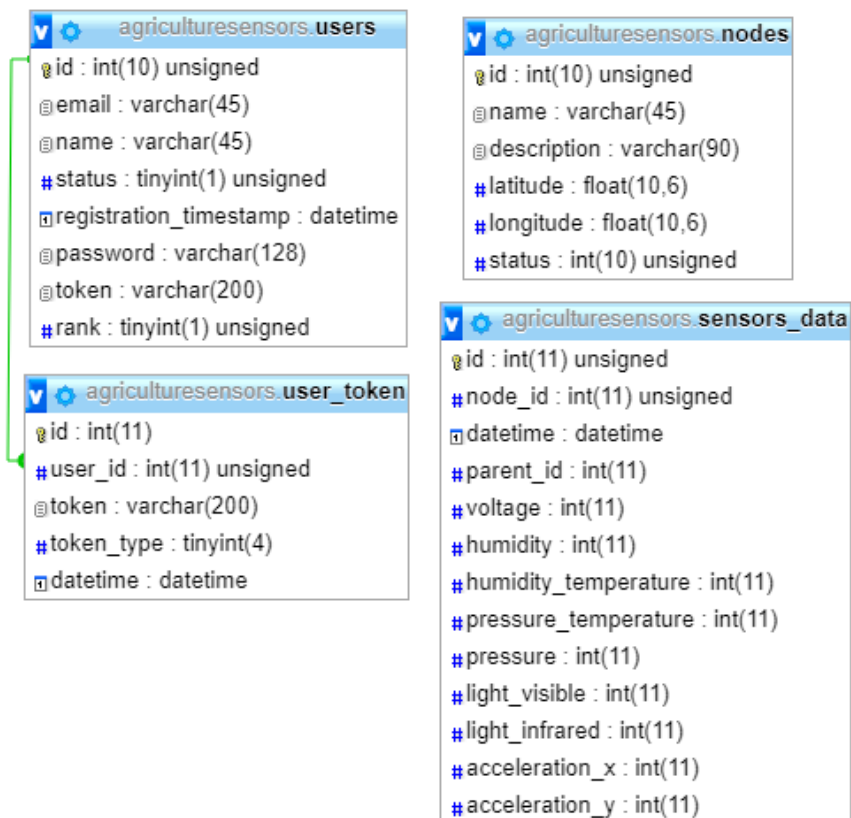 agriculturesensors.users
id : int(10) unsigned
email : varchar(45)
name : varchar(45)
#status : tinyint(1) unsigned
registration_timestamp : datetime
password : varchar(128)
token : varchar(200)
#rank : tinyint(1) unsigned
agriculturesensors.user_token
id : int(11)
#user_id : int(11) unsigned
token : varchar(200)
#token_type : tinyint(4)
datetime : datetime
agriculturesensors.nodes
id : int(10) unsigned
name : varchar(45)
description : varchar(90)
#latitude : float(10,6)
#longitude : float(10,6)
#status : int(10) unsigned
agriculturesensors.sensors_data
id : int(11) unsigned
#node_id : int(11) unsigned
datetime : datetime
#parent_id : int(11)
#voltage : int(11)
#humidity : int(11)
#humidity_temperature : int(11)
#pressure_temperature : int(11)
#pressure : int(11)
#light_visible : int(11)
#light_infrared : int(11)
#acceleration_x : int(11)
#acceleration_y : int(11)